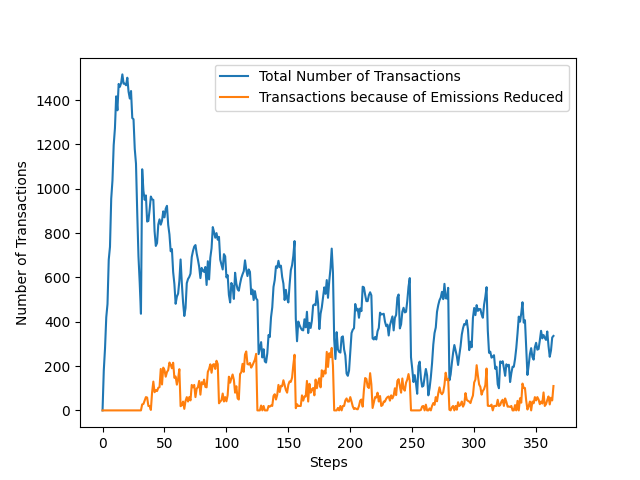 Total Number of Transactions
Transactions because of Emissions Reduced
Number of Transactions
1400
1200
1000
800
600
400
200
0
0 50 100 150 200 250 300 350
Steps